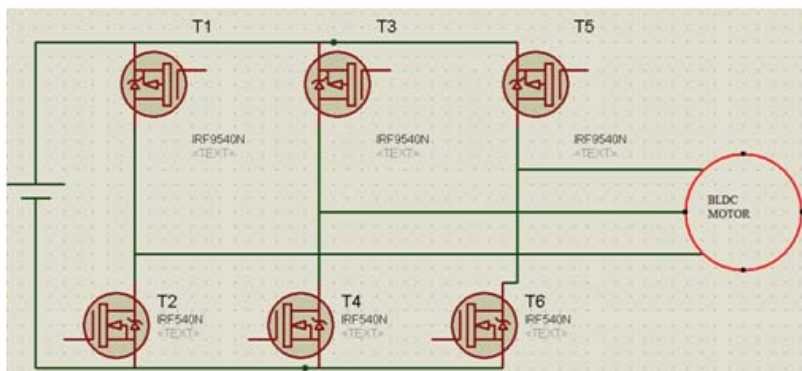 T1
T3
T5
IRF9540N
<TEXT>
IRF9540N
<TEXT>
IRF9540N
<TEXT>
BLDC
MOTOR
T2
IRF540N
<TEXT>
T4
IRF540N
<TEXT>
T6
IRF540N
<TEXT>